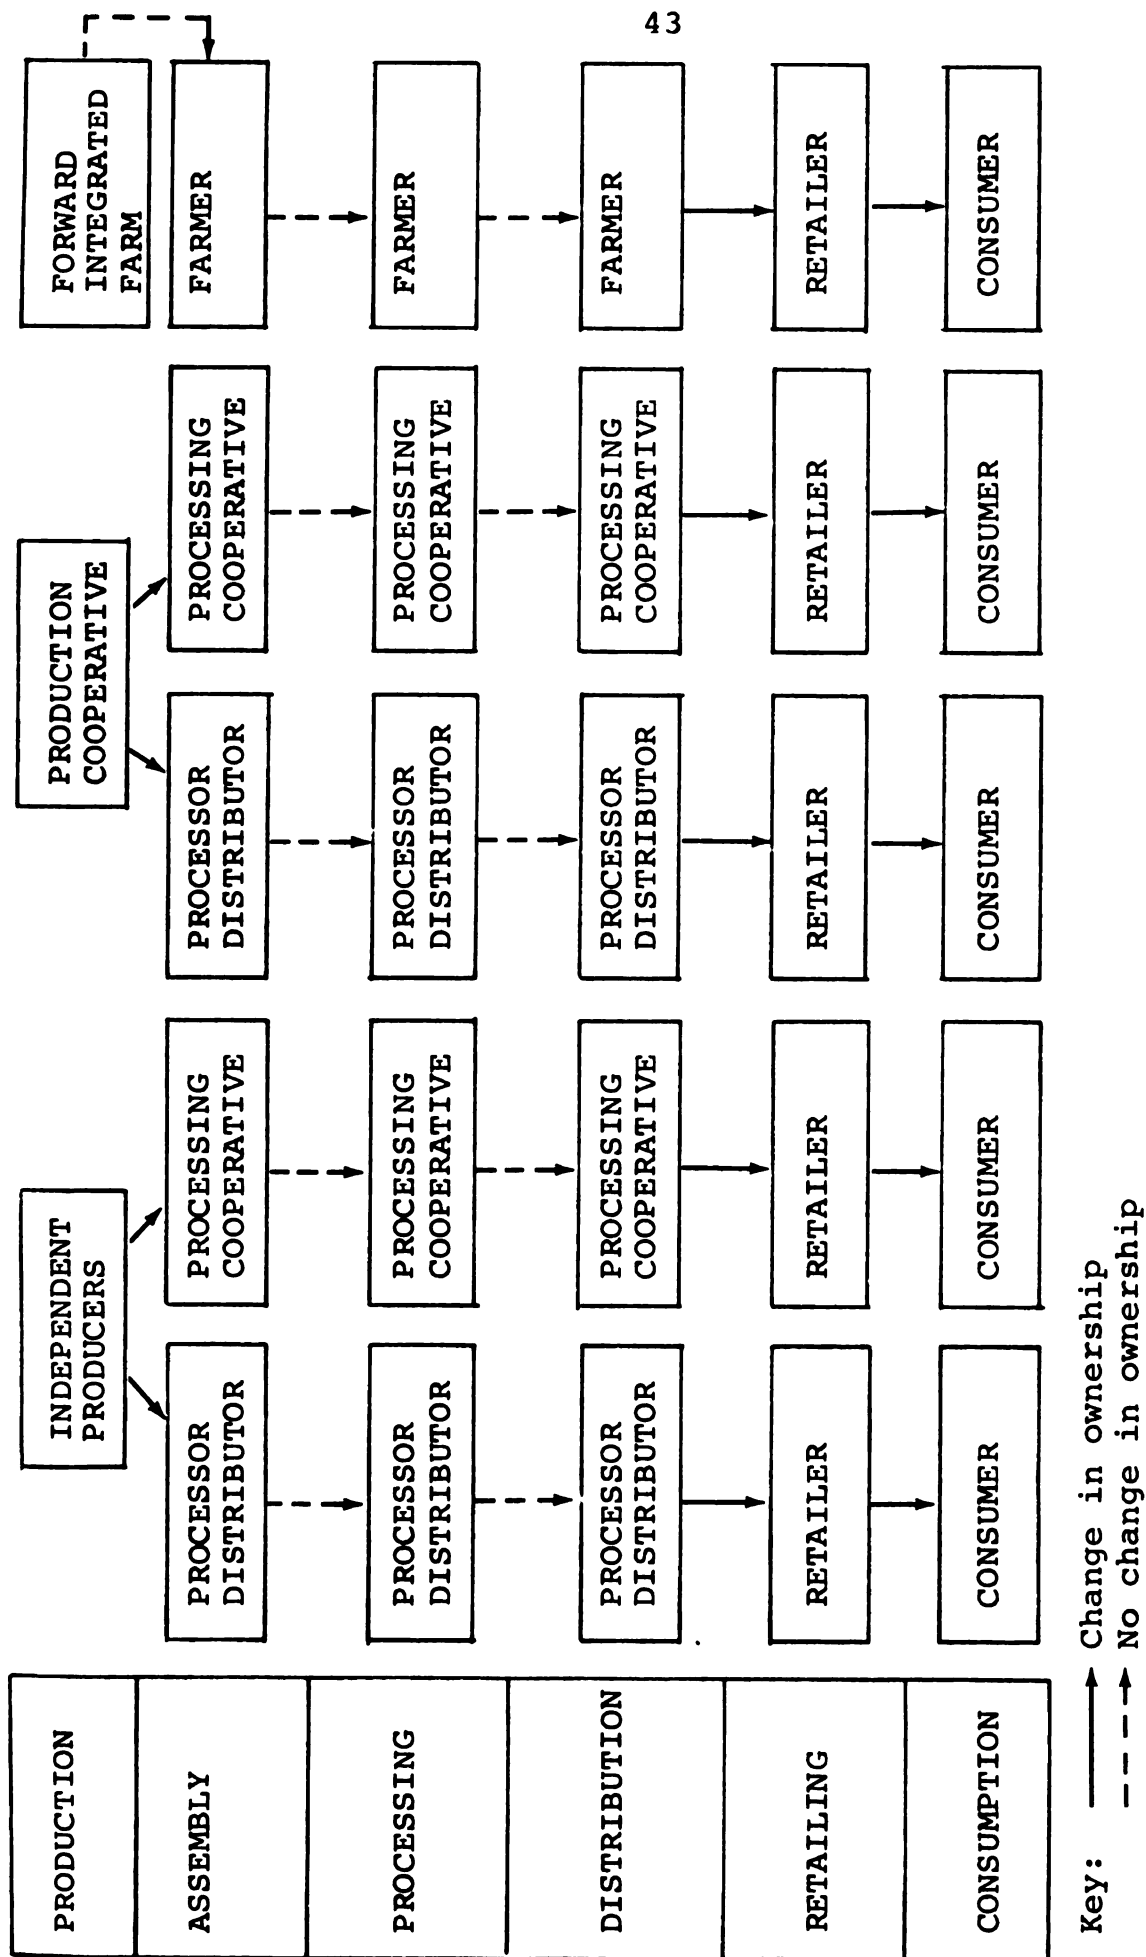 43
PRODUCTION
INDEPENDENT
PRODUCERS
PRODUCTION
COOPERATIVE
FORWARD
INTEGRATED
FARM
ASSEMBLY
PROCESSOR
DISTRIBUTOR
PROCESSING
COOPERATIVE
PROCESSOR
DISTRIBUTOR
PROCESSING
COOPERATIVE
FARMER
PROCESSING
PROCESSOR
DISTRIBUTOR
PROCESSING
COOPERATIVE
PROCESSOR
DISTRIBUTOR
PROCESSING
COOPERATIVE
FARMER
DISTRIBUTION
PROCESSOR
DISTRIBUTOR
PROCESSING
COOPERATIVE
PROCESSOR
DISTRIBUTOR
PROCESSING
COOPERATIVE
FARMER
RETAILING
RETAILER
RETAILER
RETAILER
RETAILER
RETAILER
CONSUMPTION
CONSUMER
CONSUMER
CONSUMER
CONSUMER
CONSUMER
Key: Change in ownership
No change in ownership